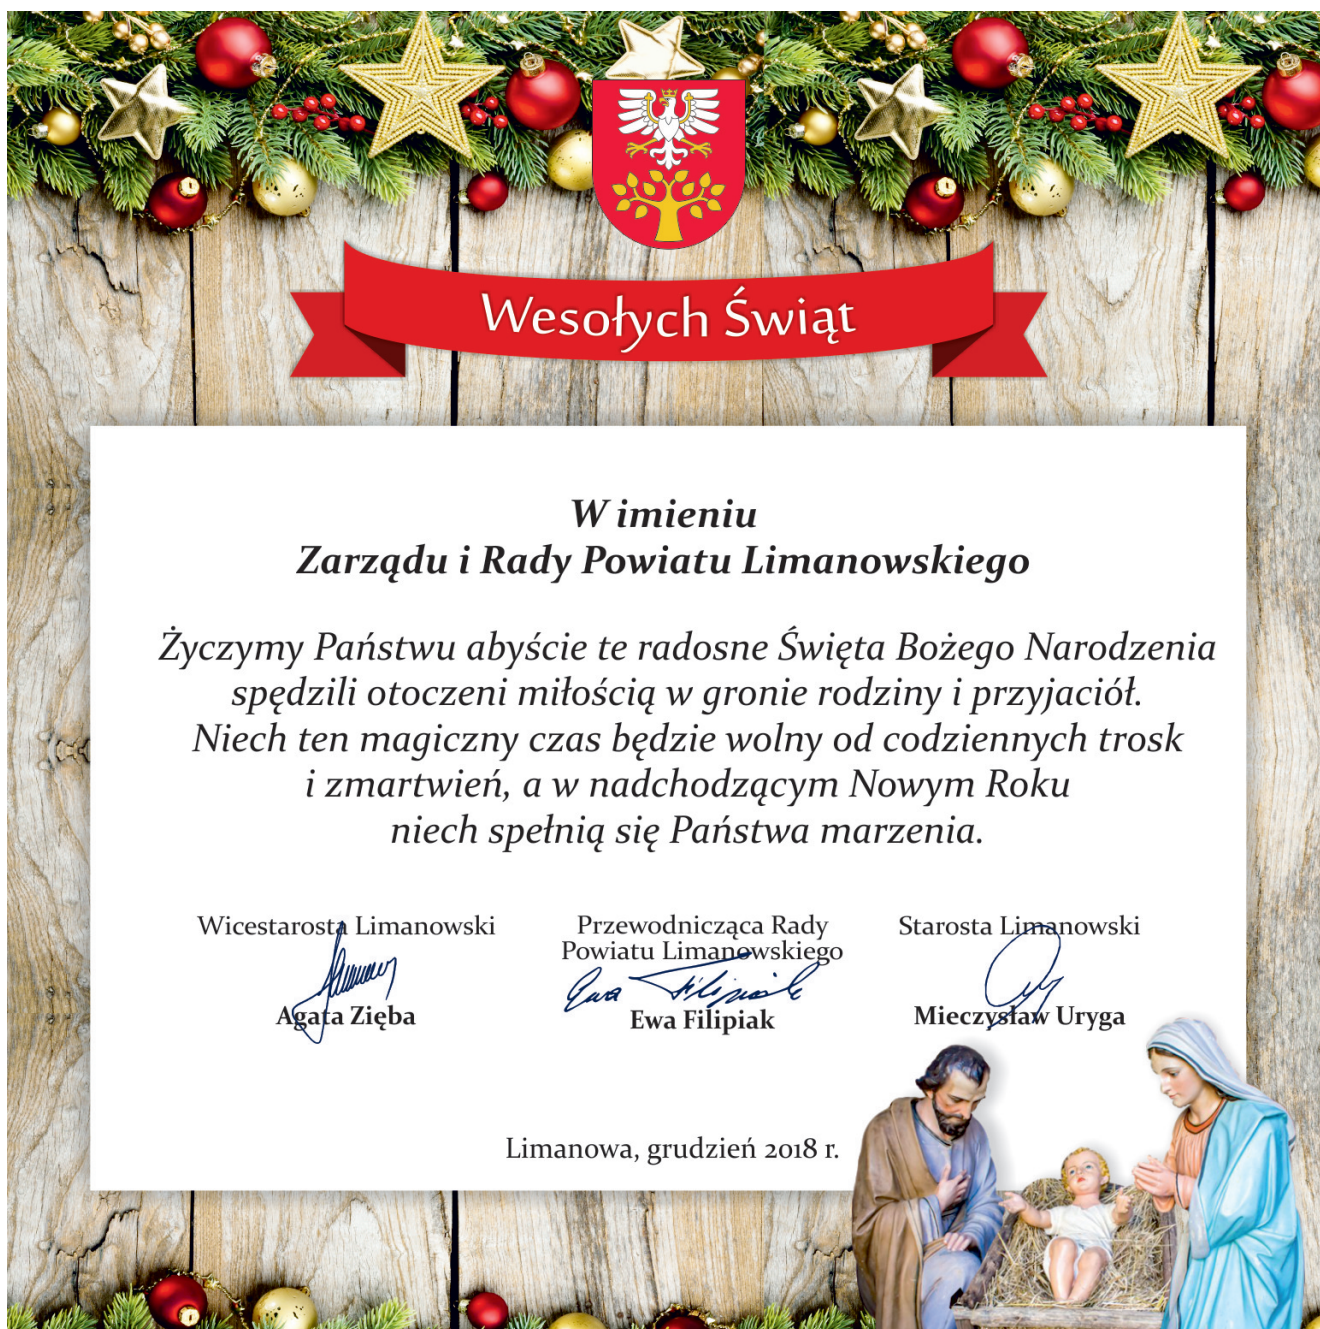 Wesołych Świąt
W imieniu
Zarządu i Rady Powiatu Limanowskiego
Życzymy Państwu abyście te radosne Święta Bożego Narodzenia
spędzili otoczeni miłością w gronie rodziny i przyjaciół.
Niech ten magiczny czas będzie wolny od codziennych trosk
i zmartwień, a w nadchodzącym Nowym Roku
niech spełnią się Państwa marzenia.
Wicestarosta Limanowski
Agata Zięba
Przewodnicząca Rady
Powiatu Limanowskiego
Ewa Filipiak
Ewa Filipiak
Starosta Limanowski
Mieczysław Uryga
Limanowa, grudzień 2018 r.